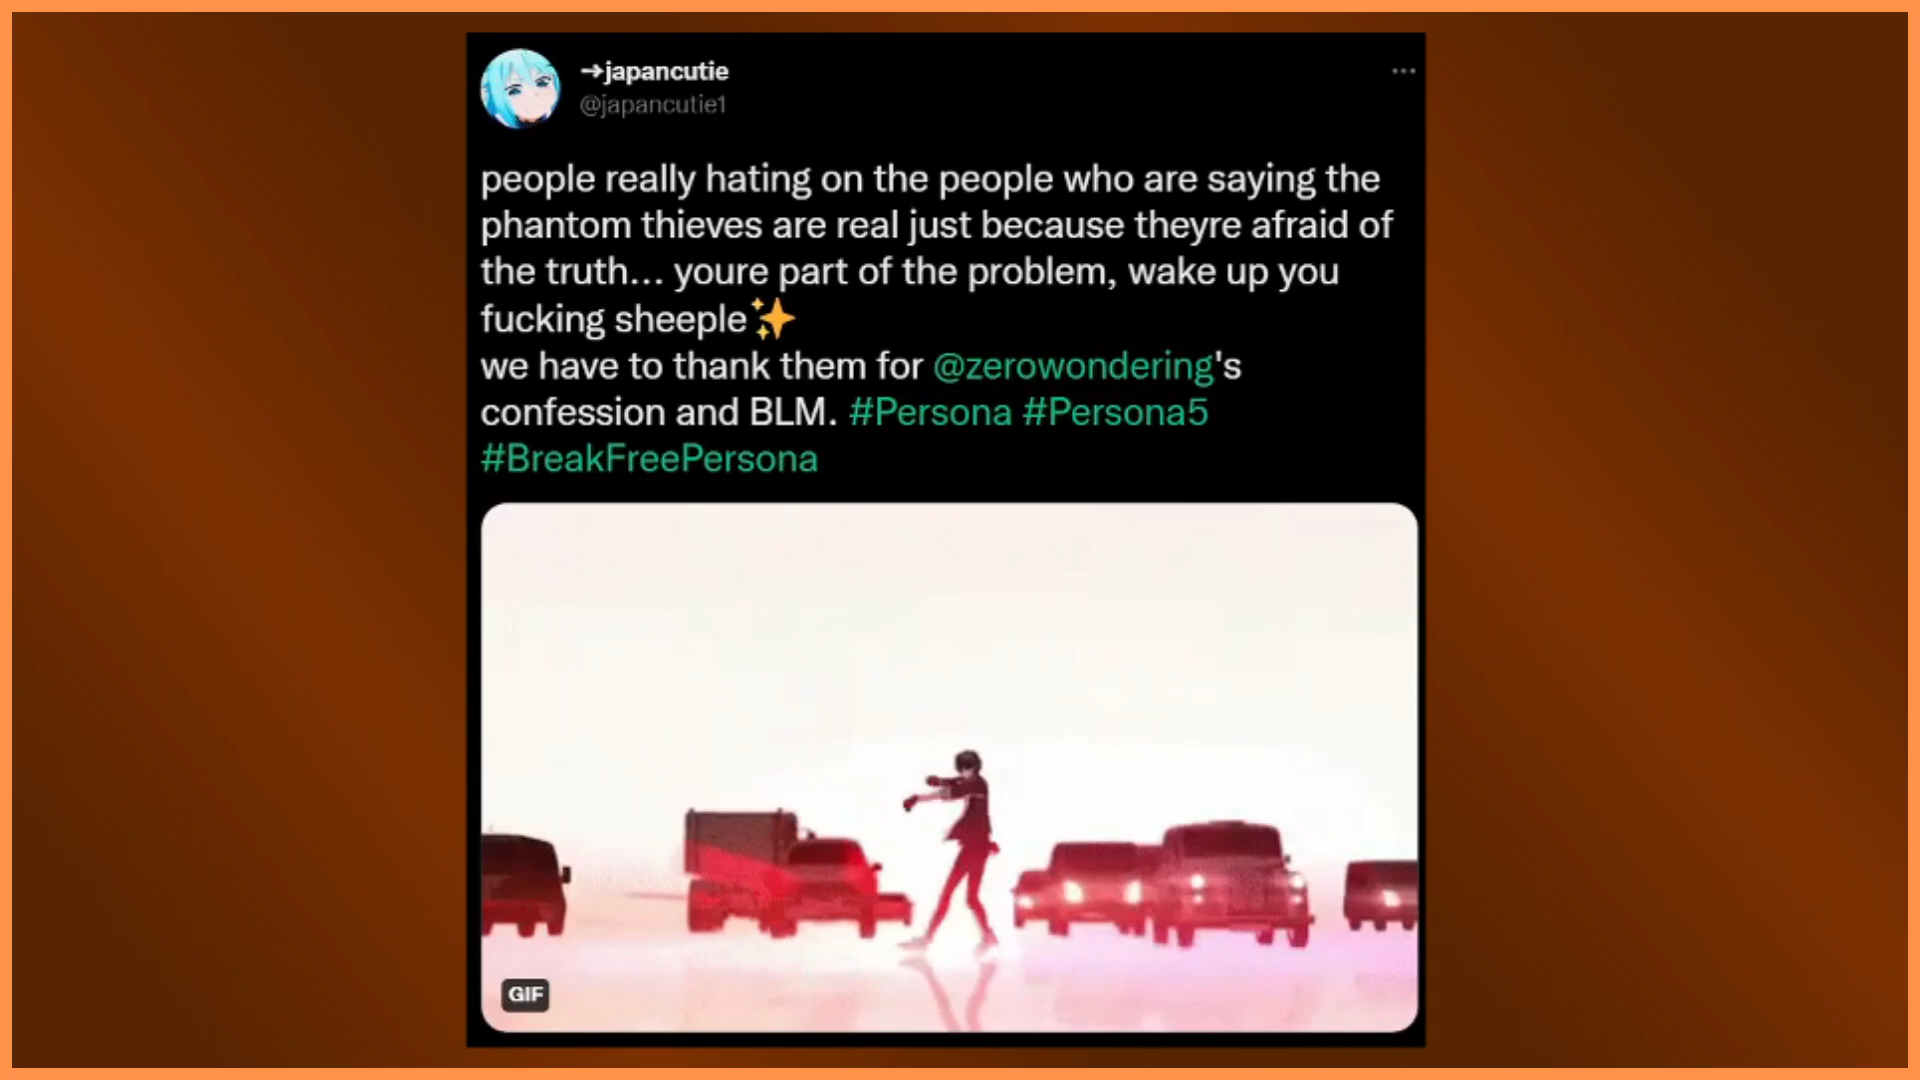 →japancutie
@japancutie1
people really hating on the people who are saying the
phantom thieves are real just because theyre afraid of
the truth... youre part of the problem, wake up you
fucking sheeple✨
we have to thank them for @zerowondering's
confession and BLM. #Persona #Persona5
#BreakFreePersona
GIF